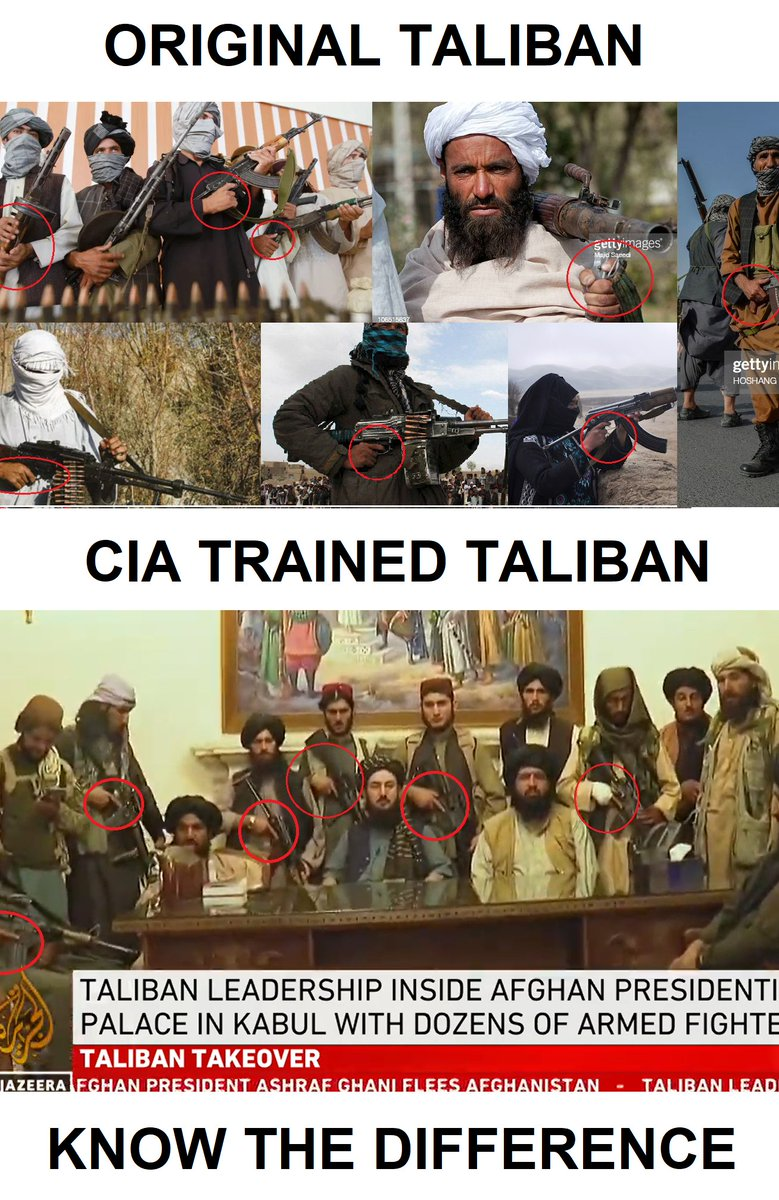 ORIGINAL TALIBAN
gettyimages
Majid Saeedi
106515637
gettyim
HOSHANG
CIA TRAINED TALIBAN
TALIBAN LEADERSHIP INSIDE AFGHAN PRESIDENTI
PALACE IN KABUL WITH DOZENS OF ARMED FIGHTE
TALIBAN TAKEOVER
JAZEERA
FGHAN PRESIDENT ASHRAF GHANI FLEES AFGHANISTAN - TALIBAN LEAD
KNOW THE DIFFERENCE